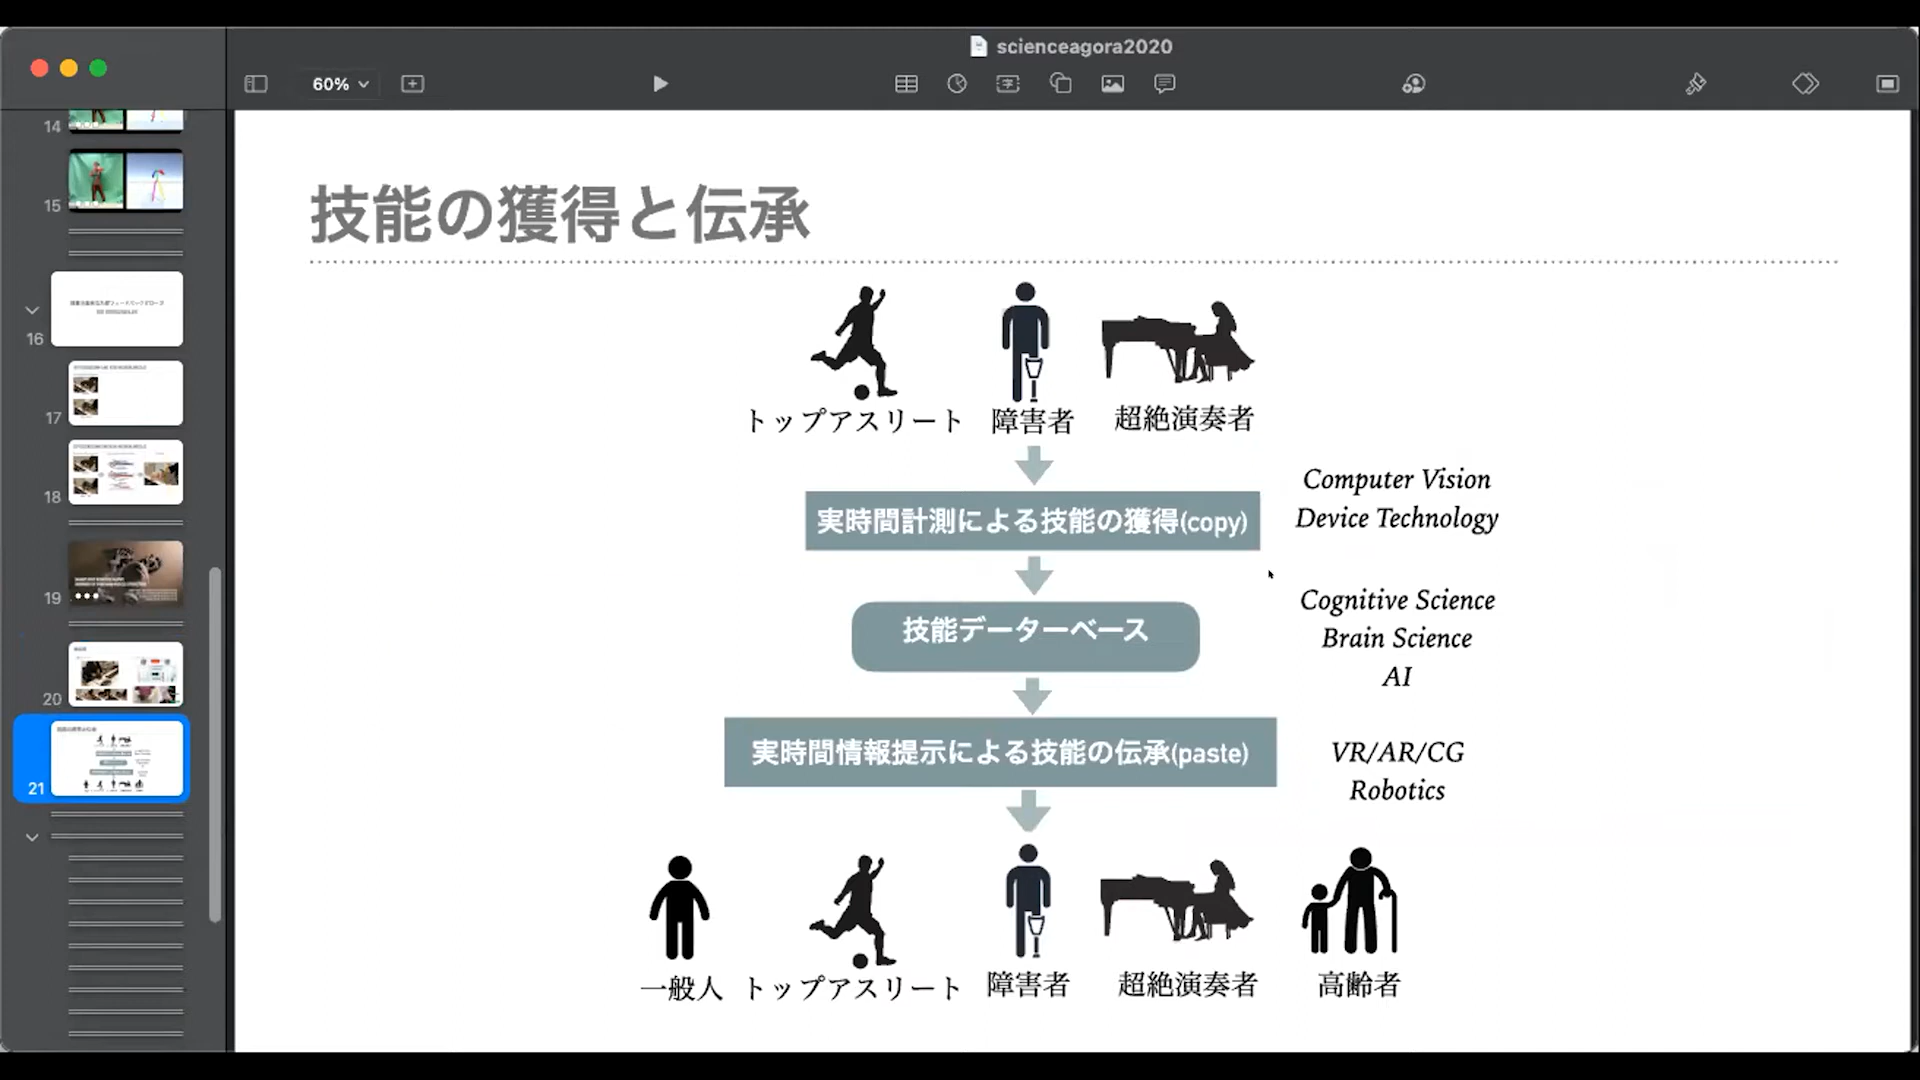 scienceagora2020
60%
14
15
16
17
18
19
20
21
技能の獲得と伝承
トップアスリート
障害者
超絶演奏者
実時間計測による技能の獲得(copy)
Computer Vision
Device Technology
技能データーベース
Cognitive Science
Brain Science
AI
実時間情報提示による技能の伝承(paste)
VR/AR/CG
Robotics
一般人
トップアスリート
障害者
超絶演奏者
高齢者